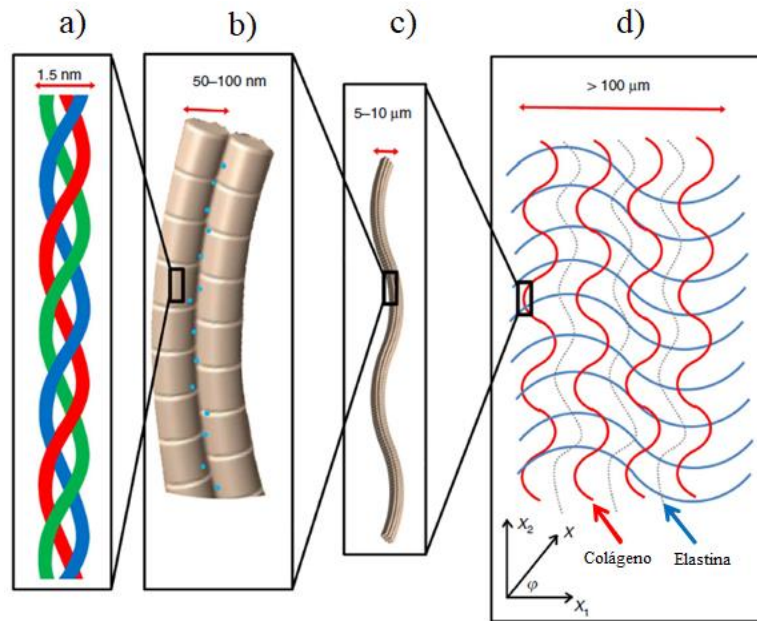 a)
b)
c)
d)
1.5 nm
50–100 nm
5–10 μm
> 100 μm
X₂
X
φ
X₁
Colágeno
Elastina